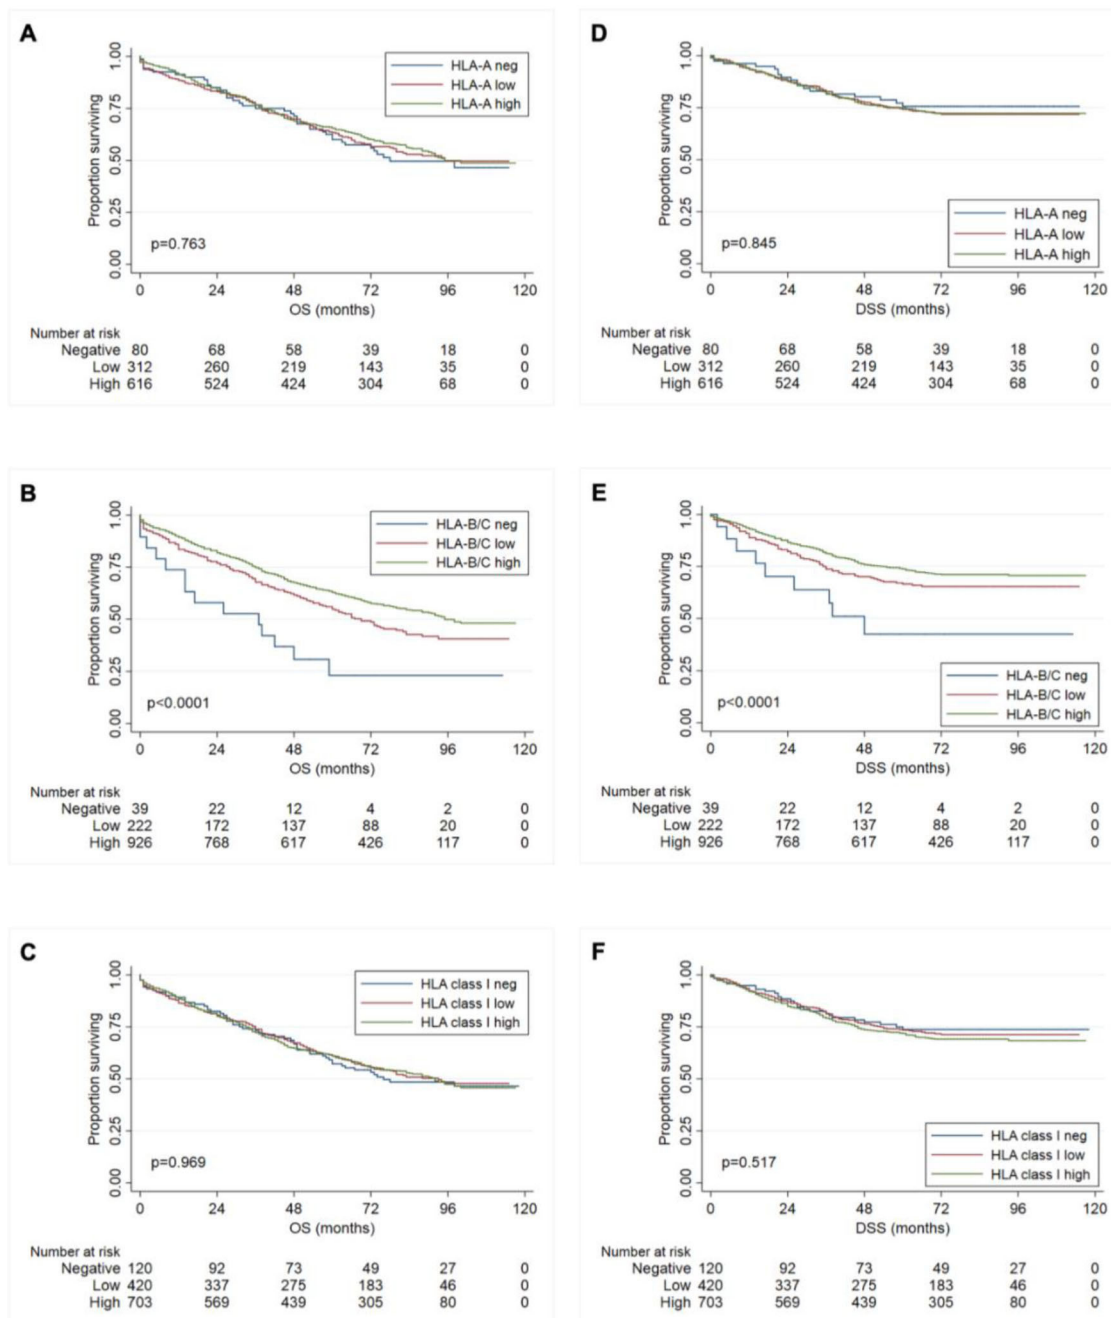 A
1.00
0.75
0.50
0.25
0.00
Proportion surviving
HLA-A neg
HLA-A low
HLA-A high
p=0.763
0 24 48 72 96 120
OS (months)
Number at risk
Negative 80 68 58 39 18 0
Low 312 260 219 143 35 0
High 616 524 424 304 68 0
D
1.00
0.75
0.50
0.25
0.00
Proportion surviving
HLA-A neg
HLA-A low
HLA-A high
p=0.845
0 24 48 72 96 120
DSS (months)
Number at risk
Negative 80 68 58 39 18 0
Low 312 260 219 143 35 0
High 616 524 424 304 68 0
B
1.00
0.75
0.50
0.25
0.00
Proportion surviving
HLA-B/C neg
HLA-B/C low
HLA-B/C high
p<0.0001
0 24 48 72 96 120
OS (months)
Number at risk
Negative 39 22 12 4 2 0
Low 222 172 137 88 20 0
High 926 768 617 426 117 0
E
1.00
0.75
0.50
0.25
0.00
Proportion surviving
HLA-B/C neg
HLA-B/C low
HLA-B/C high
p<0.0001
0 24 48 72 96 120
DSS (months)
Number at risk
Negative 39 22 12 4 2 0
Low 222 172 137 88 20 0
High 926 768 617 426 117 0
C
1.00
0.75
0.50
0.25
0.00
Proportion surviving
HLA class I neg
HLA class I low
HLA class I high
p=0.969
0 24 48 72 96 120
OS (months)
Number at risk
Negative 120 92 73 49 27 0
Low 420 337 275 183 46 0
High 703 569 439 305 80 0
F
1.00
0.75
0.50
0.25
0.00
Proportion surviving
HLA class I neg
HLA class I low
HLA class I high
p=0.517
0 24 48 72 96 120
DSS (months)
Number at risk
Negative 120 92 73 49 27 0
Low 420 337 275 183 46 0
High 703 569 439 305 80 0